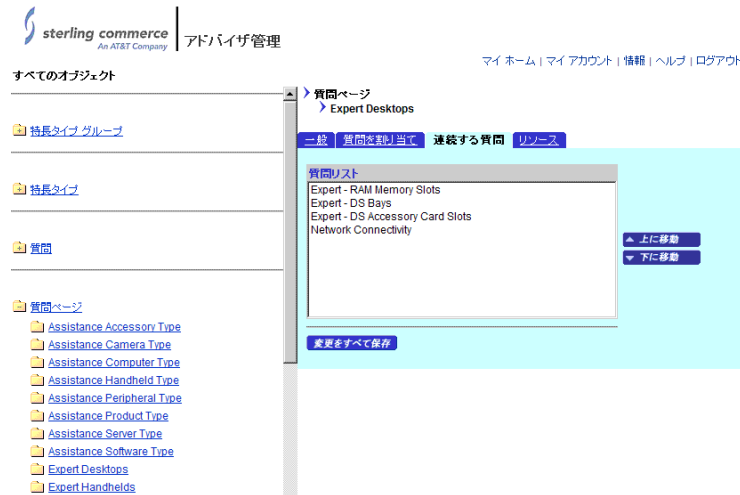 sterling commerce
An AT&T Company
アドバイザ管理
マイ ホーム | マイ アカウント | 情報 | ヘルプ | ログアウト
すべてのオブジェクト
特長タイプ グループ
特長タイプ
質問
質問ページ
Assistance Accessory Type
Assistance Camera Type
Assistance Computer Type
Assistance Handheld Type
Assistance Peripheral Type
Assistance Product Type
Assistance Server Type
Assistance Software Type
Expert Desktops
Expert Handhelds
質問ページ
Expert Desktops
一般 質問を割り当て 連続する質問 リソース
質問リスト
Expert - RAM Memory Slots
Expert - DS Bays
Expert - DS Accessory Card Slots
Network Connectivity
上に移動
下に移動
変更をすべて保存